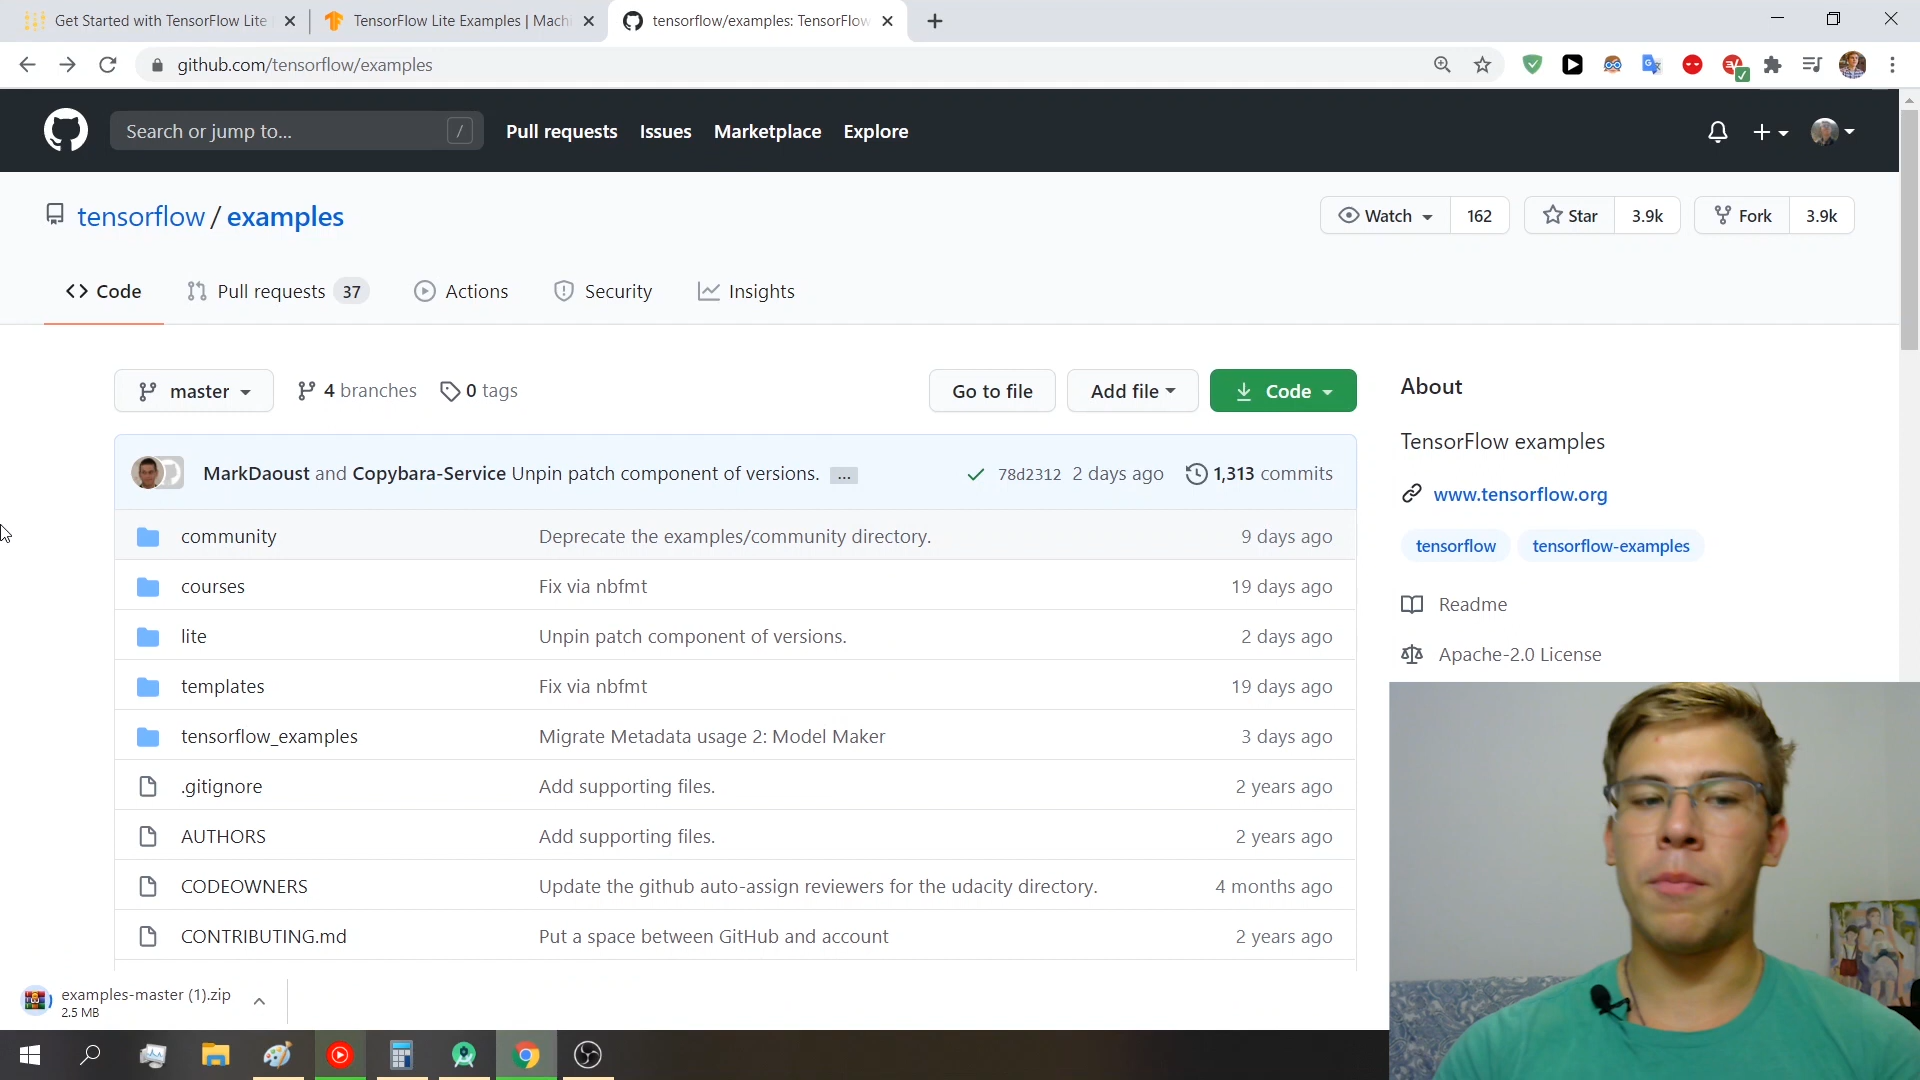 Get Started with TensorFlow Lite
TensorFlow Lite Examples | Machi
tensorflow/examples: TensorFlow
github.com/tensorflow/examples
Search or jump to...
/
Pull requests
Issues
Marketplace
Explore
tensorflow / examples
Watch
162
Star
3.9k
Fork
3.9k
Code
Pull requests 37
Actions
Security
Insights
master
4 branches
0 tags
Go to file
Add file
Code
MarkDaoust and Copybara-Service Unpin patch component of versions. ...
78d2312 2 days ago
1,313 commits
community Deprecate the examples/community directory. 9 days ago
courses Fix via nbfmt 19 days ago
lite Unpin patch component of versions. 2 days ago
templates Fix via nbfmt 19 days ago
tensorflow_examples Migrate Metadata usage 2: Model Maker 3 days ago
.gitignore Add supporting files. 2 years ago
AUTHORS Add supporting files. 2 years ago
CODEOWNERS Update the github auto-assign reviewers for the udacity directory. 4 months ago
CONTRIBUTING.md Put a space between GitHub and account 2 years ago
About
TensorFlow examples
www.tensorflow.org
tensorflow
tensorflow-examples
Readme
Apache-2.0 License
examples-master (1).zip
2.5 MB